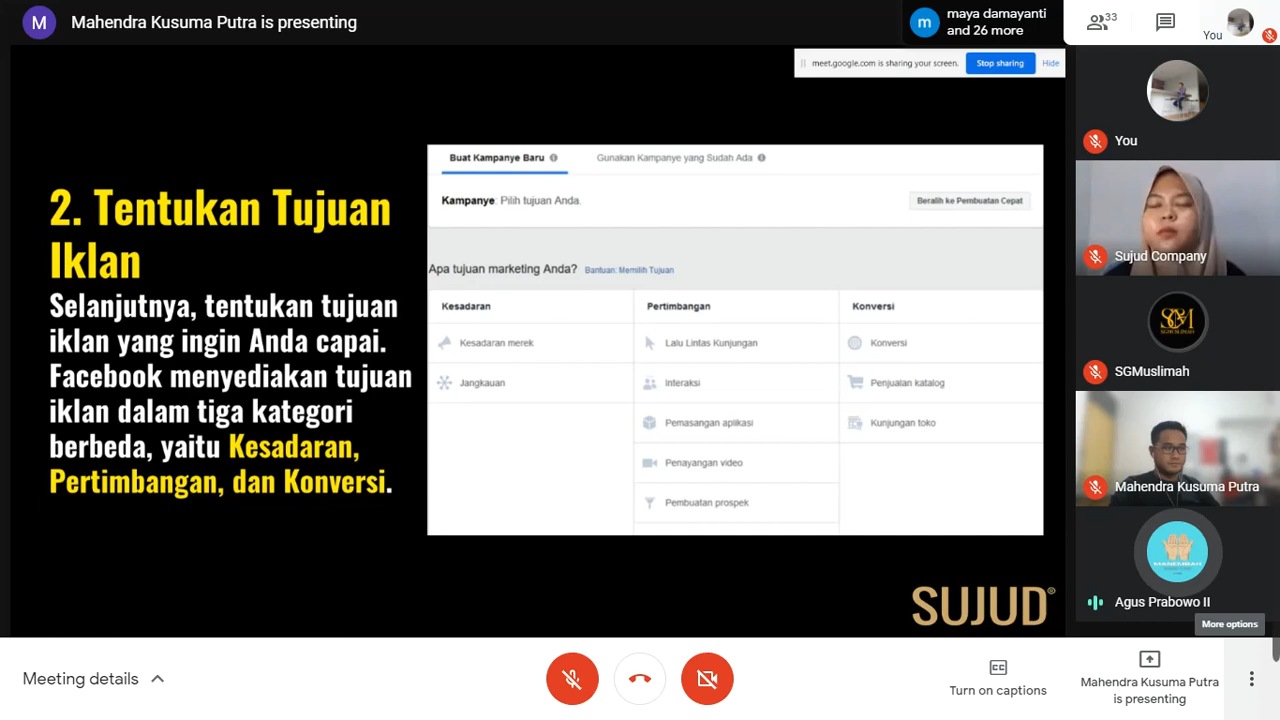 M
Mahendra Kusuma Putra is presenting
m
maya damayanti
and 26 more
33
You
meet.google.com is sharing your screen.
Stop sharing
Hide
2. Tentukan Tujuan
Iklan
Selanjutnya, tentukan tujuan
iklan yang ingin Anda capai.
Facebook menyediakan tujuan
iklan dalam tiga kategori
berbeda, yaitu Kesadaran,
Pertimbangan, dan Konversi.
Buat Kampanye Baru
Gunakan Kampanye yang Sudah Ada
Kampanye: Pilih tujuan Anda.
Beralih ke Pembuatan Cepat
Apa tujuan marketing Anda? Bantuan: Memilih Tujuan
Kesadaran
Pertimbangan
Konversi
Kesadaran merek
Lalu Lintas Kunjungan
Konversi
Jangkauan
Interaksi
Penjualan katalog
Pemasangan aplikasi
Kunjungan toko
Penayangan video
Pembuatan prospek
SUJUD®
You
Sujud Company
SGM
SGMUSLIMAH
SGMuslimah
Mahendra Kusuma Putra
Agus Prabowo II
More options
Meeting details
CC
Turn on captions
Mahendra Kusuma Putra
is presenting